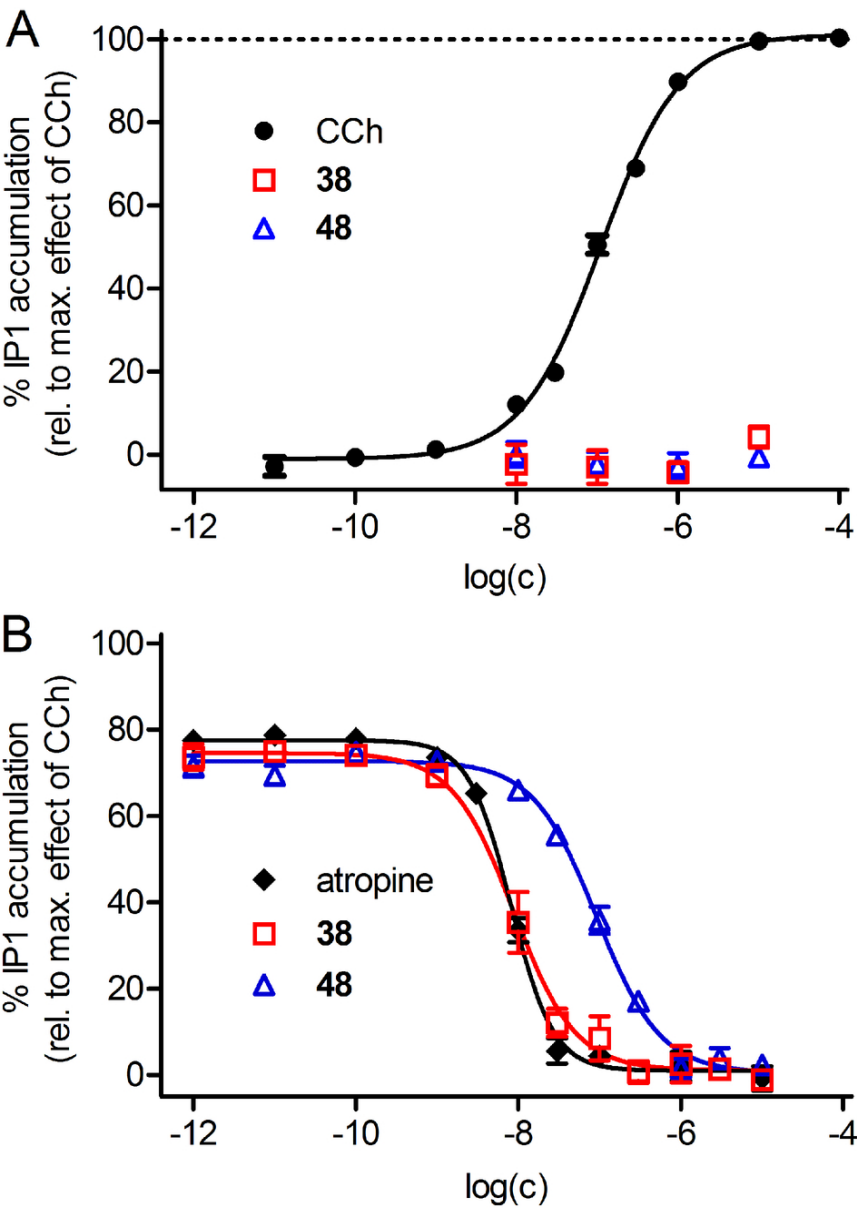 A
% IP1 accumulation
(rel. to max. effect of CCh)
100
80
60
40
20
0
CCh
38
48
-12
-10
-8
-6
-4
log(c)
B
% IP1 accumulation
(rel. to max. effect of CCh)
100
80
60
40
20
0
atropine
38
48
-12
-10
-8
-6
-4
log(c)